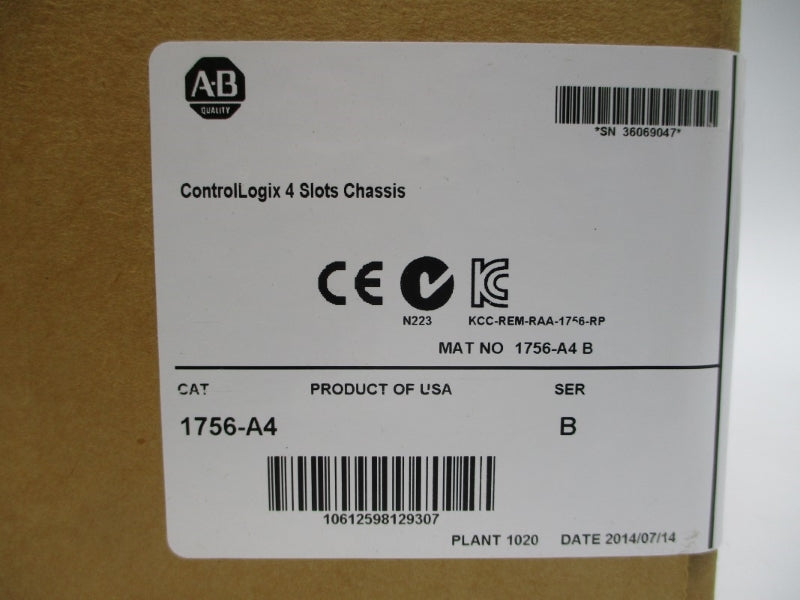 A-B
QUALITY
*SN 36069047*
ControlLogix 4 Slots Chassis
CE
N223
KCC-REM-RAA-1756-RP
MAT NO 1756-A4 B
CAT PRODUCT OF USA SER
1756-A4 B
10612598129307
PLANT 1020 DATE 2014/07/14